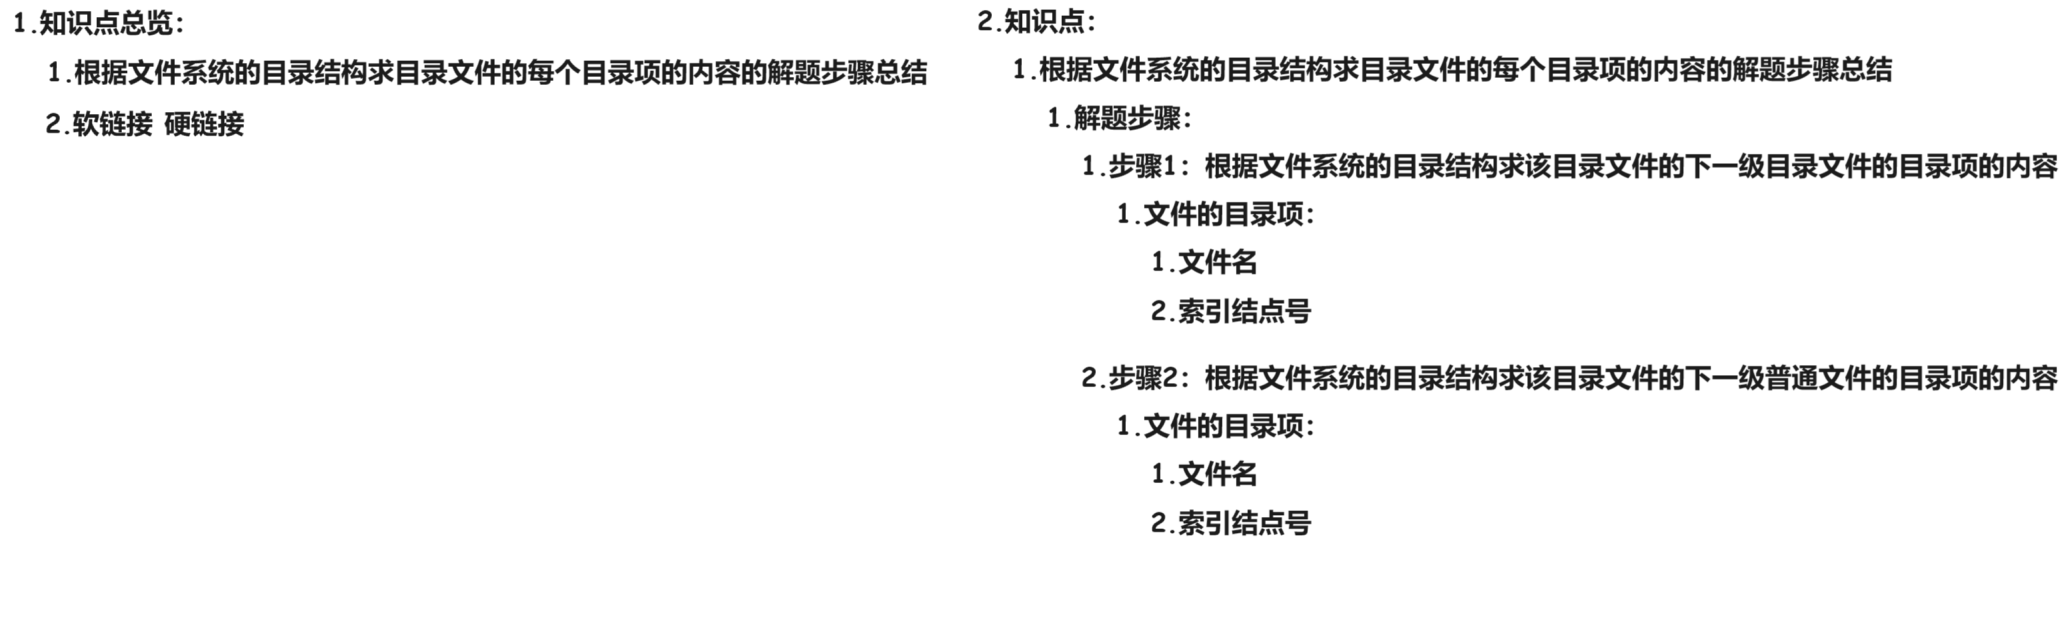 1.知识点总览：
1.根据文件系统的目录结构求目录文件的每个目录项的内容的解题步骤总结
2.软链接 硬链接
2.知识点：
1.根据文件系统的目录结构求目录文件的每个目录项的内容的解题步骤总结
1.解题步骤：
1.步骤1：根据文件系统的目录结构求该目录文件的下一级目录文件的目录项的内容
1.文件的目录项：
1.文件名
2.索引结点号
2.步骤2：根据文件系统的目录结构求该目录文件的下一级普通文件的目录项的内容
1.文件的目录项：
1.文件名
2.索引结点号